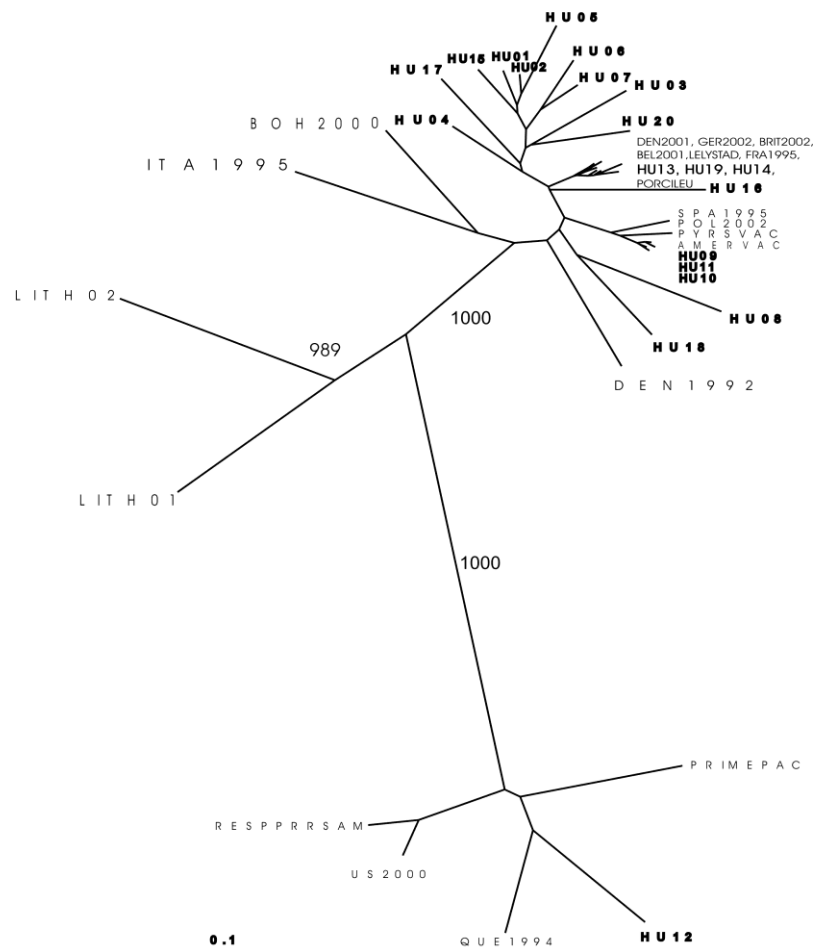 HU05
HU15 HU01 HU06
HU02
HU17 HU07
HU03
BOH2000 HU04 HU20
DEN2001, GER2002, BRIT2002,
BEL2001,LELYSTAD, FRA1995,
HU13, HU19, HU14,
PORCILEU
ITA1995
HU16
SPA1995
POL2002
PYRSVAC
AMERVAC
HU09
HU11
HU10
LITH02
1000
HU08
989
HU18
DEN1992
LITH01
1000
PRIMEPAC
RESPPRRSAM
US2000
0.1
QUE1994
HU12